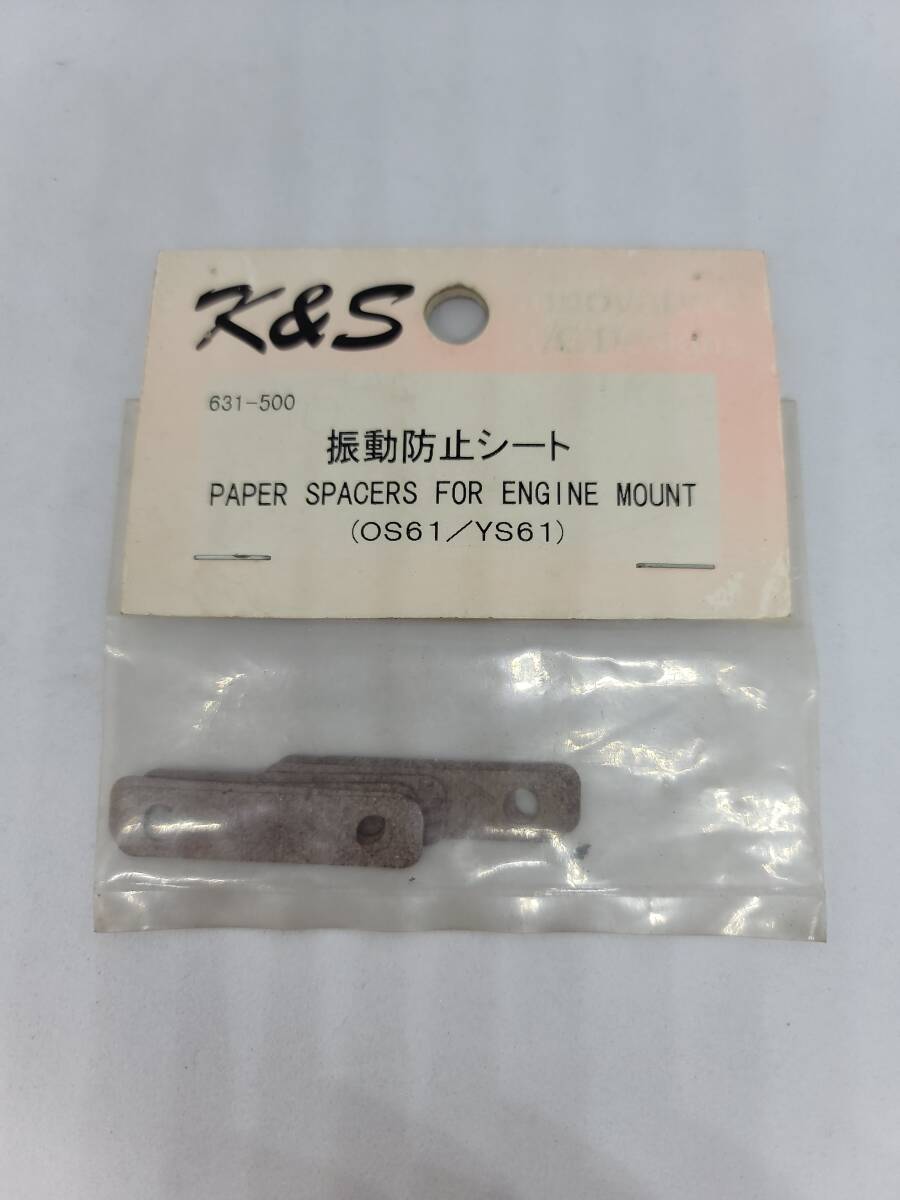 K&S
631-500
振動防止シート
PAPER SPACERS FOR ENGINE MOUNT
(OS61／YS61)